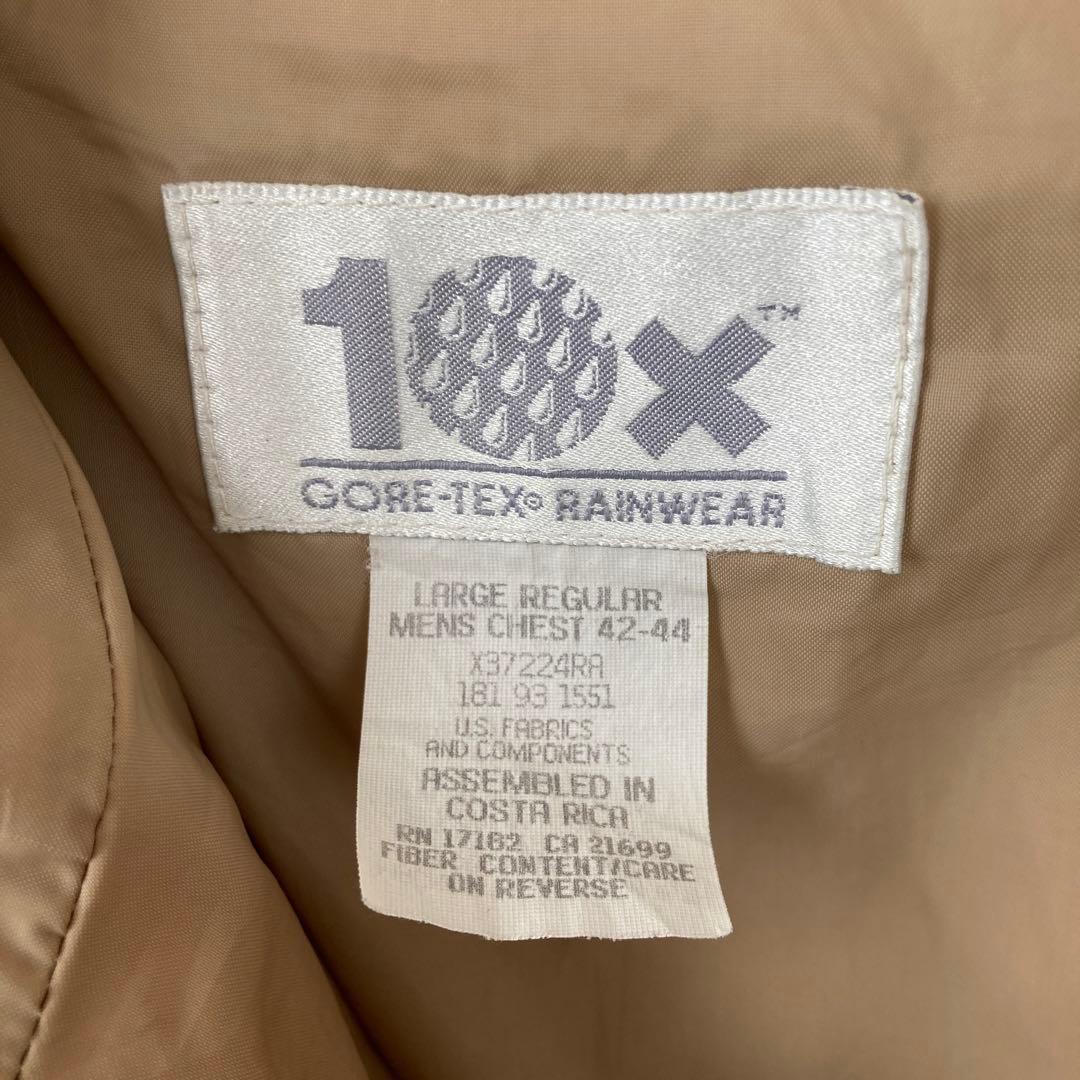 10x™
GORE-TEX® RAINWEAR
LARGE REGULAR
MENS CHEST 42-44
X37224RA
181 93 1551
U.S. FABRICS
AND COMPONENTS
ASSEMBLED IN
COSTA RICA
RN 17182 CA 21699
FIBER CONTENT/CARE
ON REVERSE